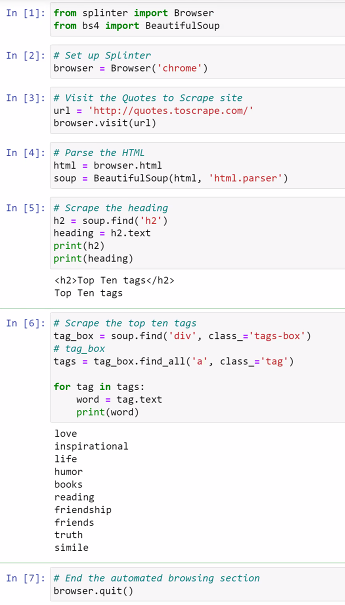 In [1]: from splinter import Browser
from bs4 import BeautifulSoup
In [2]: # Set up Splinter
browser = Browser('chrome')
In [3]: # Visit the Quotes to Scrape site
url = 'http://quotes.toscrape.com/'
browser.visit(url)
In [4]: # Parse the HTML
html = browser.html
soup = BeautifulSoup(html, 'html.parser')
In [5]: # Scrape the heading
h2 = soup.find('h2')
heading = h2.text
print(h2)
print(heading)
<h2>Top Ten tags</h2>
Top Ten tags
In [6]: # Scrape the top ten tags
tag_box = soup.find('div', class_='tags-box')
# tag_box
tags = tag_box.find_all('a', class_='tag')
for tag in tags:
    word = tag.text
    print(word)
love
inspirational
life
humor
books
reading
friendship
friends
truth
simile
In [7]: # End the automated browsing section
browser.quit()